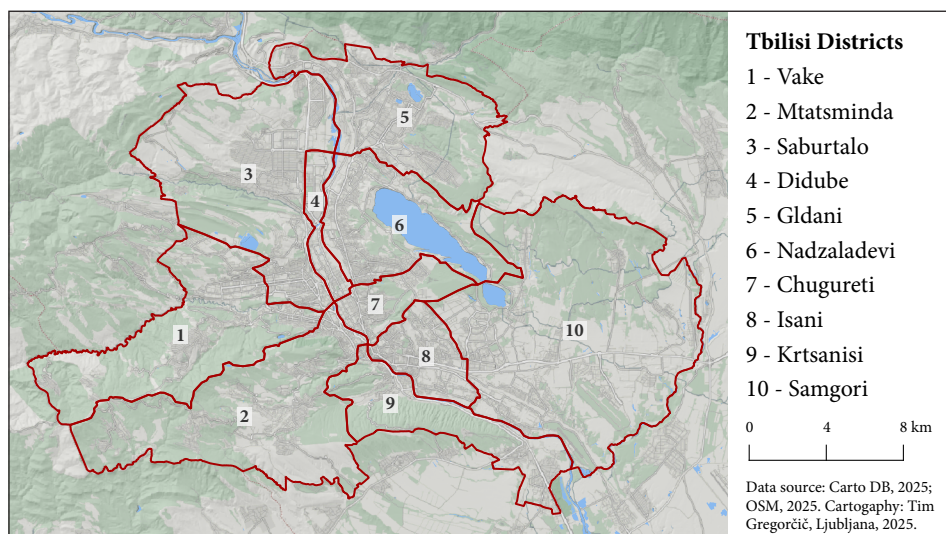 Tbilisi Districts
1 - Vake
2 - Mtatsminda
3 - Saburtalo
4 - Didube
5 - Gldani
6 - Nadzaladevi
7 - Chugureti
8 - Isani
9 - Krtsanisi
10 - Samgori
0 4 8 km
Data source: Carto DB, 2025;
OSM, 2025. Cartogaphy: Tim
Gregorčič, Ljubljana, 2025.
5
3
4
6
7
10
1
8
9
2